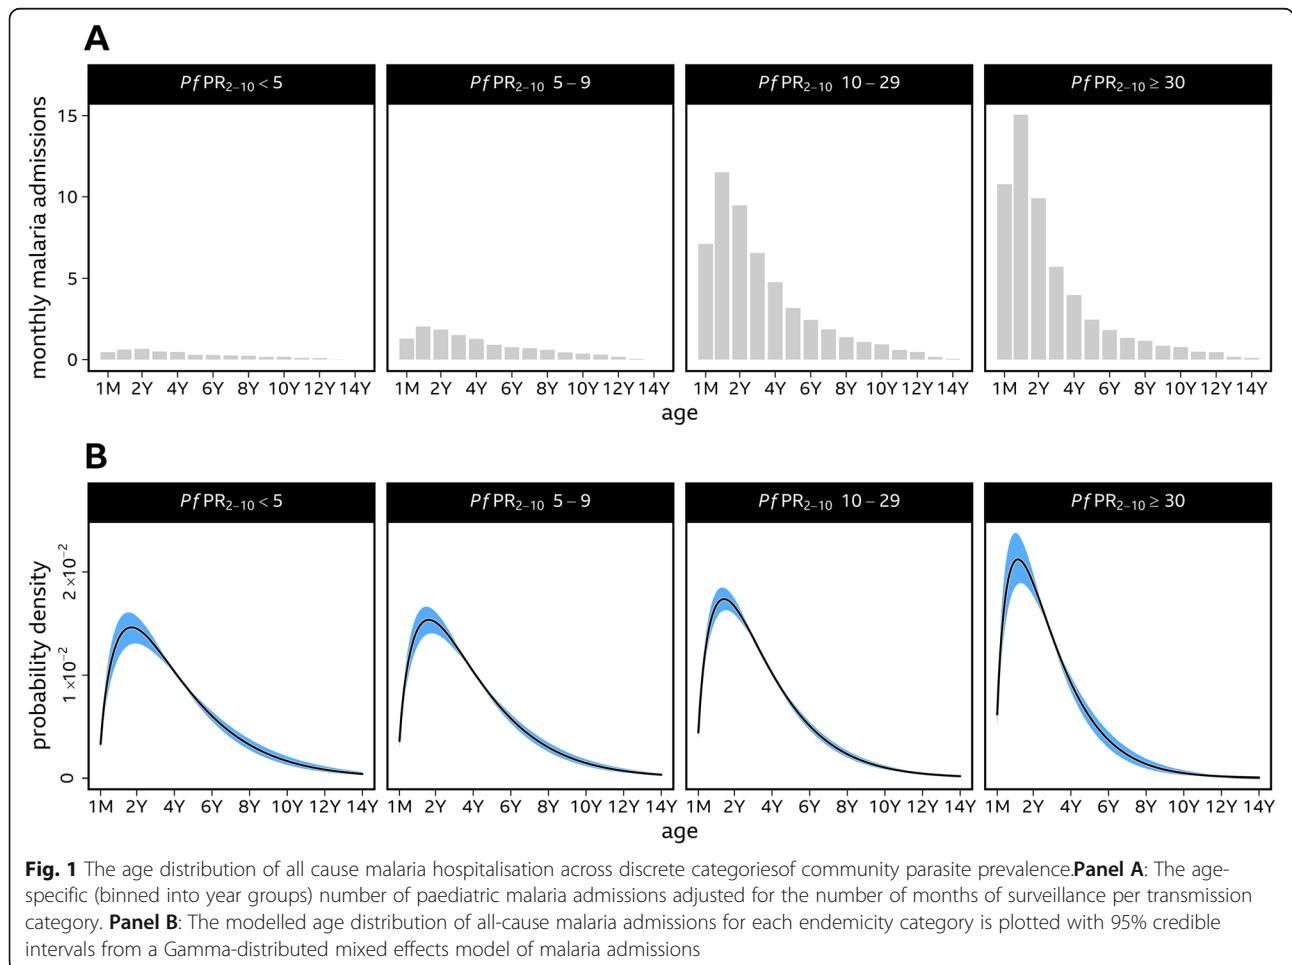 A
PfPR2–10 < 5
PfPR2–10 5 – 9
PfPR2–10 10 – 29
PfPR2–10 ≥ 30
monthly malaria admissions
15
10
5
0
1M 2Y 4Y 6Y 8Y 10Y 12Y 14Y
1M 2Y 4Y 6Y 8Y 10Y 12Y 14Y
1M 2Y 4Y 6Y 8Y 10Y 12Y 14Y
1M 2Y 4Y 6Y 8Y 10Y 12Y 14Y
age
B
PfPR2–10 < 5
PfPR2–10 5 – 9
PfPR2–10 10 – 29
PfPR2–10 ≥ 30
probability density
2×10−2
1×10−2
0
1M 2Y 4Y 6Y 8Y 10Y 12Y 14Y
1M 2Y 4Y 6Y 8Y 10Y 12Y 14Y
1M 2Y 4Y 6Y 8Y 10Y 12Y 14Y
1M 2Y 4Y 6Y 8Y 10Y 12Y 14Y
age
Fig. 1 The age distribution of all cause malaria hospitalisation across discrete categoriesof community parasite prevalence.Panel A: The age-
specific (binned into year groups) number of paediatric malaria admissions adjusted for the number of months of surveillance per transmission
category. Panel B: The modelled age distribution of all-cause malaria admissions for each endemicity category is plotted with 95% credible
intervals from a Gamma-distributed mixed effects model of malaria admissions